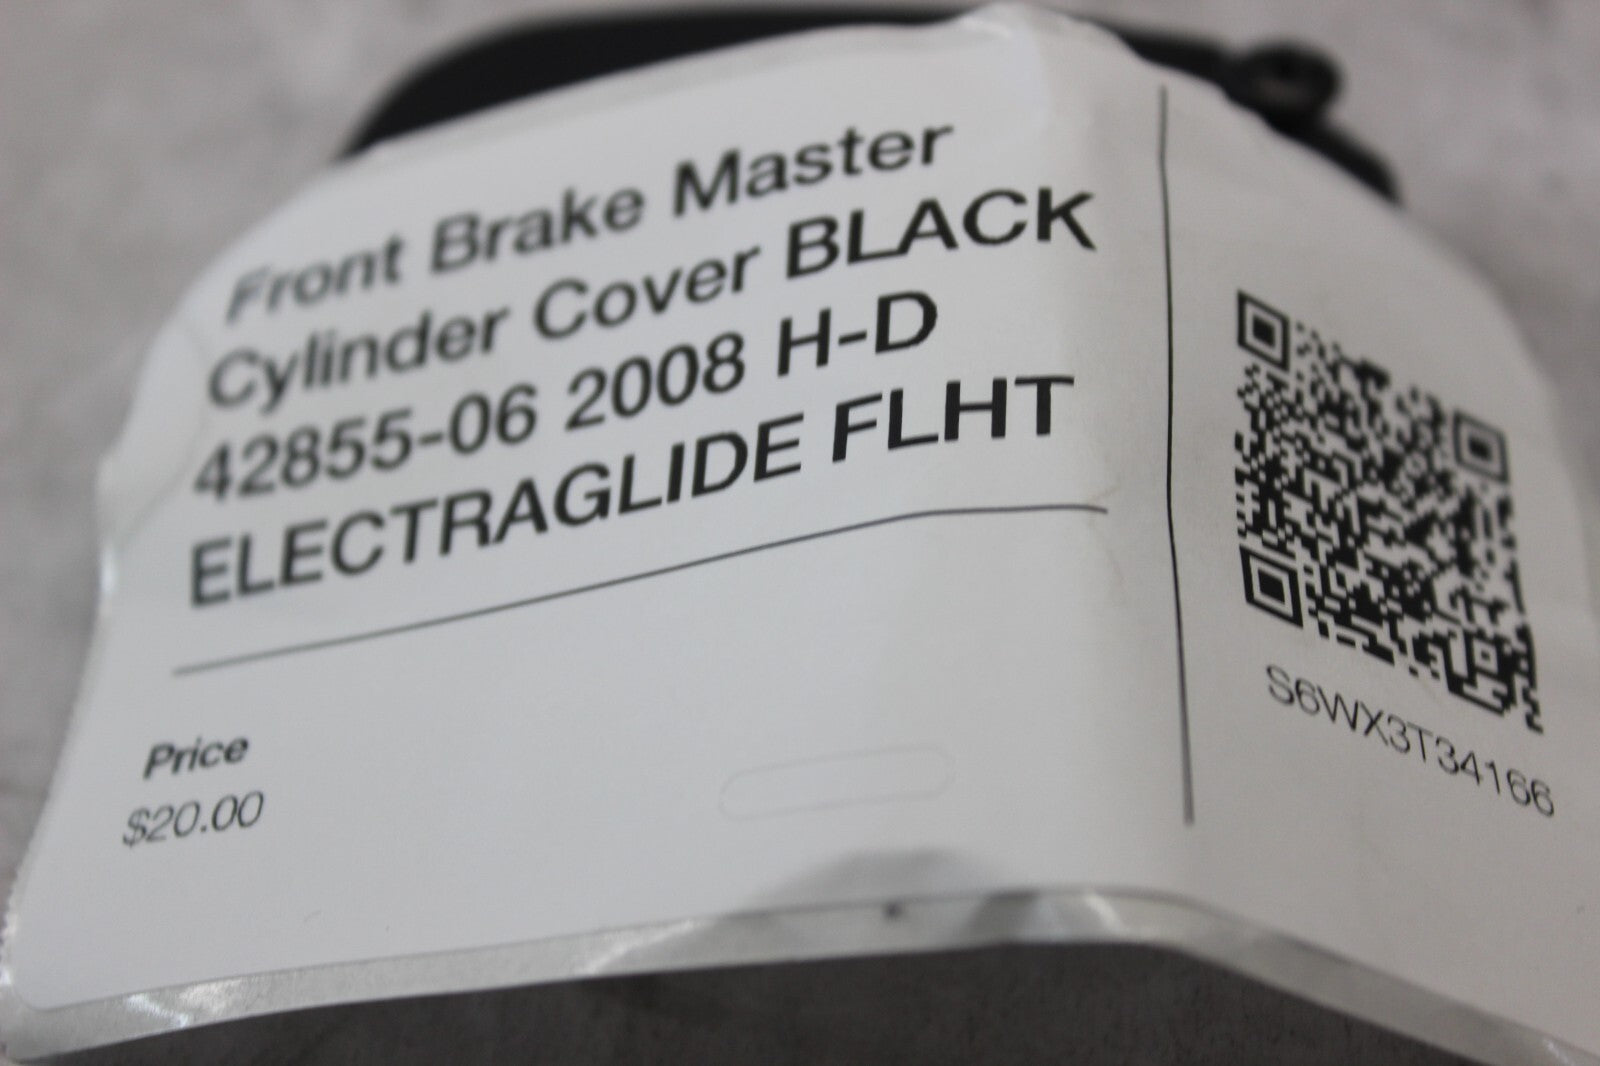 Front Brake Master
Cylinder Cover BLACK
42855-06 2008 H-D
ELECTRAGLIDE FLHT
Price
$20.00
S6WX3T34166